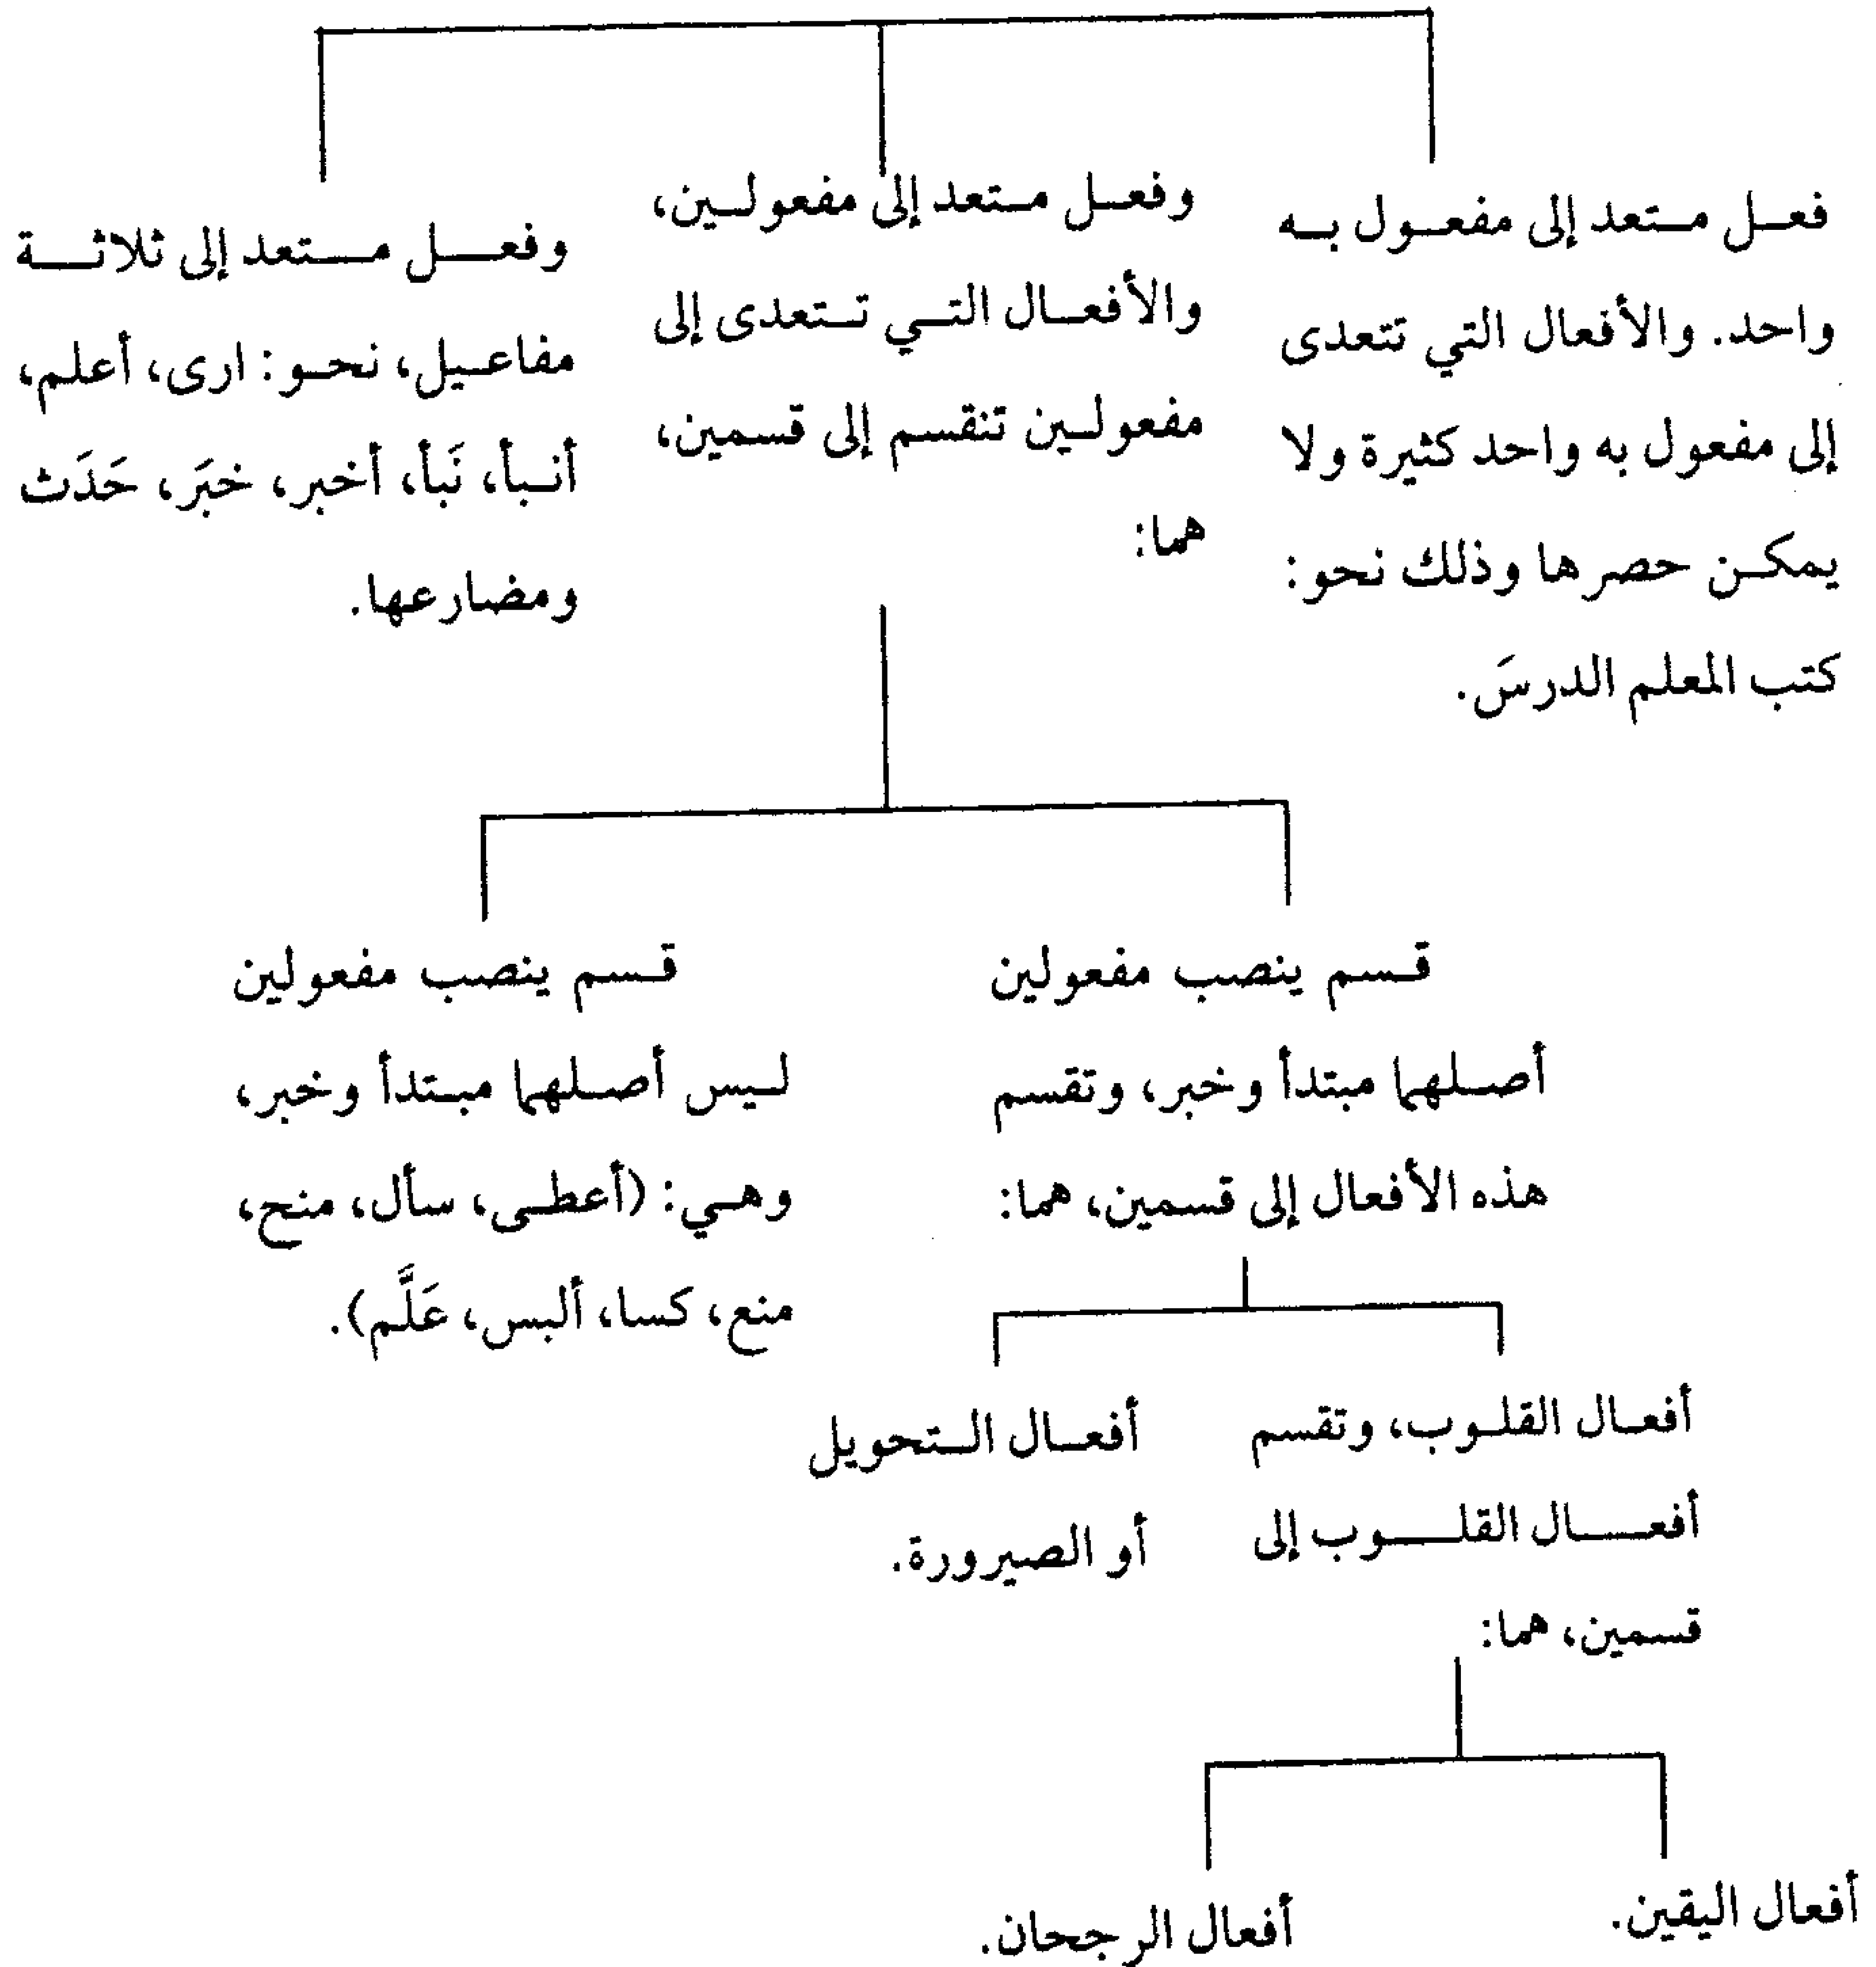 فعل متعد إلى مفعول به
واحد. والأفعال التي تتعدى
إلى مفعول به واحد كثيرة ولا
يمكن حصرها وذلك نحو:
كتب المعلم الدرسَ.
وفعل متعد إلى مفعولين،
والأفعال التي تتعدى إلى
مفعولين تنقسم إلى قسمين،
هما:
وفعل متعد إلى ثلاثة
مفاعيل، نحو: ارى، أعلم،
أنبأ، نَبأ، أخبر، خبَر، حَدَث
ومضارعها.
قسم ينصب مفعولين
أصلهما مبتدأ وخبر، وتقسم
هذه الأفعال إلى قسمين، هما:
قسم ينصب مفعولين
ليس أصلهما مبتدأ وخبر،
وهي: (أعطى، سأل، منح،
منع، كسا، ألبس، عَلَّم).
أفعال القلوب، وتقسم
أفعال القلوب إلى
قسمين، هما:
أفعال التحويل
أو الصيرورة.
أفعال اليقين.
أفعال الرجحان.